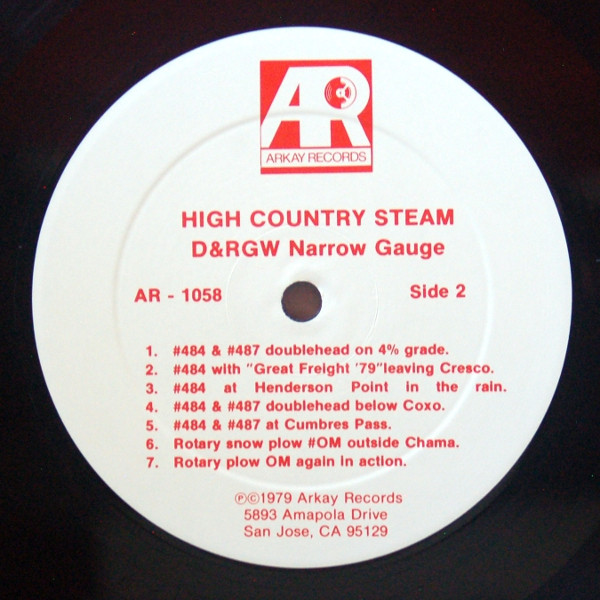 AR
ARKAY RECORDS
HIGH COUNTRY STEAM
D&RGW Narrow Gauge
AR - 1058 Side 2
1. #484 & #487 doublehead on 4% grade.
2. #484 with "Great Freight '79"leaving Cresco.
3. #484 at Henderson Point in the rain.
4. #484 & #487 doublehead below Coxo.
5. #484 & #487 at Cumbres Pass.
6. Rotary snow plow #OM outside Chama.
7. Rotary plow OM again in action.
℗©1979 Arkay Records
5893 Amapola Drive
San Jose, CA 95129